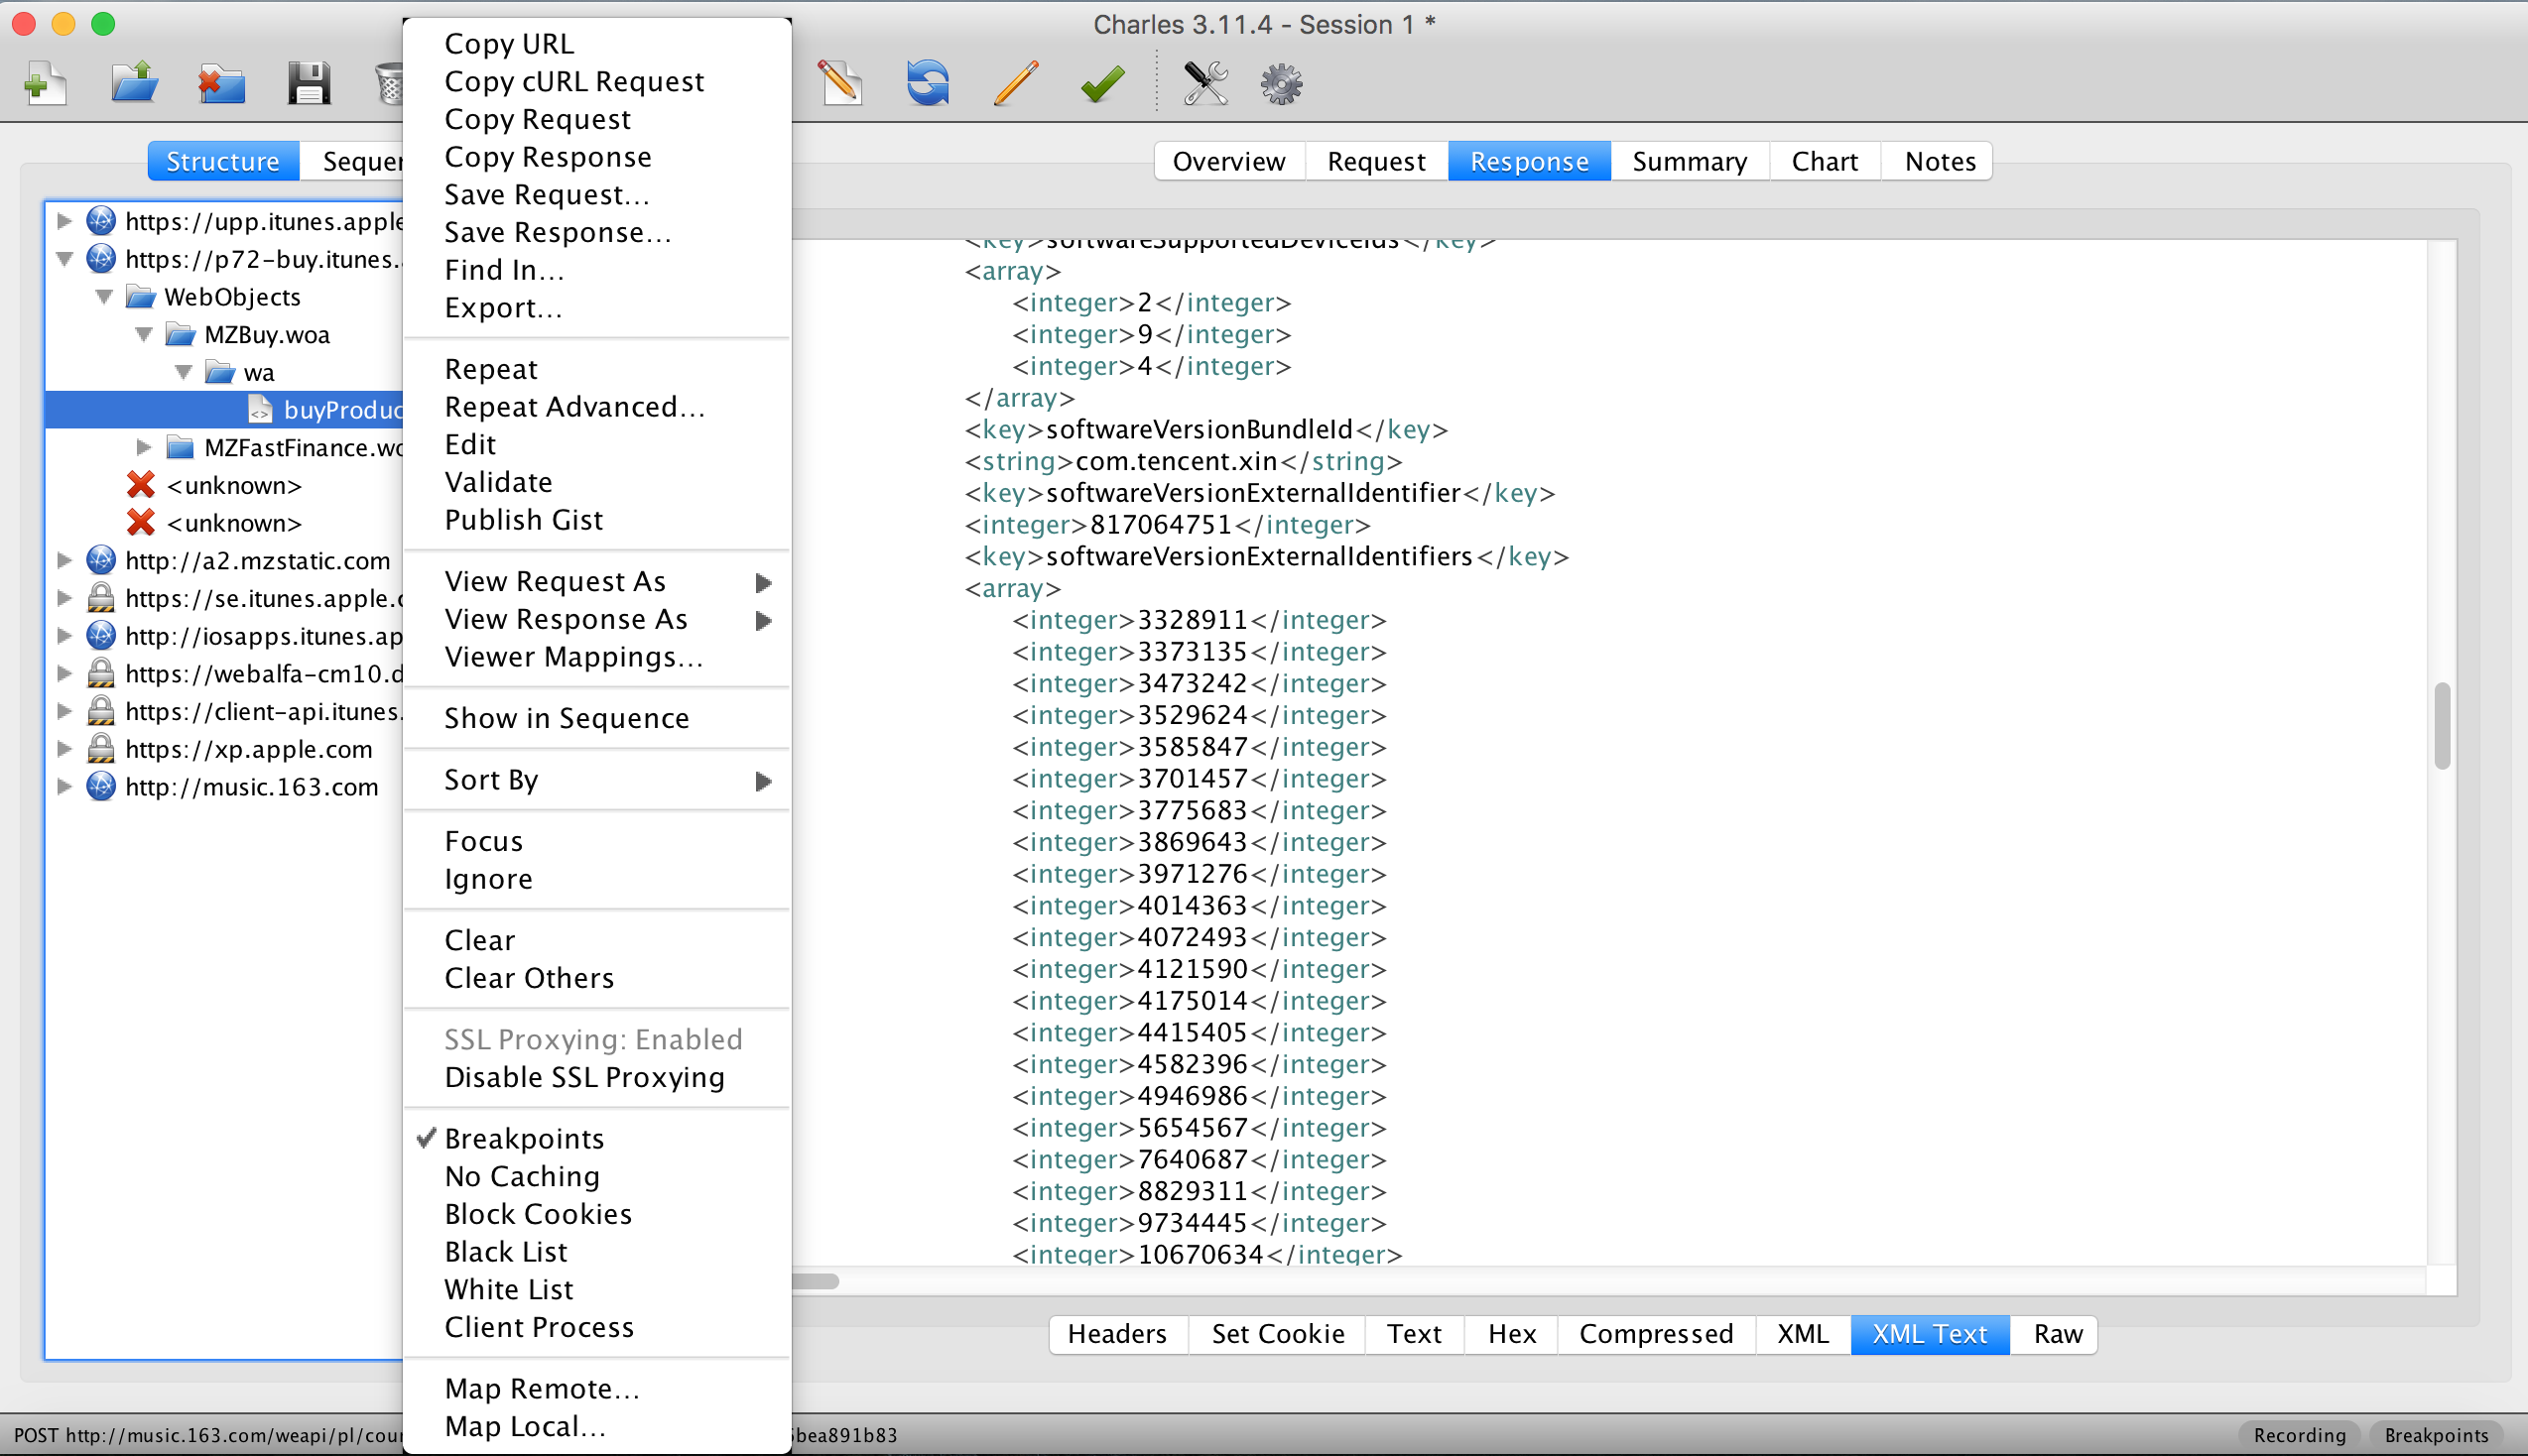 Charles 3.11.4 - Session 1 *
Structure
Sequen
Overview
Request
Response
Summary
Chart
Notes
https://upp.itunes.apple
https://p72-buy.itunes.
WebObjects
MZBuy.woa
wa
buyProduc
MZFastFinance.wo
<unknown>
<unknown>
http://a2.mzstatic.com
https://se.itunes.apple.c
http://iosapps.itunes.ap
https://webalfa-cm10.d
https://client-api.itunes.
https://xp.apple.com
http://music.163.com
Copy URL
Copy cURL Request
Copy Request
Copy Response
Save Request...
Save Response...
Find In...
Export...
Repeat
Repeat Advanced...
Edit
Validate
Publish Gist
View Request As
View Response As
Viewer Mappings...
Show in Sequence
Sort By
Focus
Ignore
Clear
Clear Others
SSL Proxying: Enabled
Disable SSL Proxying
Breakpoints
No Caching
Block Cookies
Black List
White List
Client Process
Map Remote...
Map Local...
<key>softwareSupportedDeviceIds</key>
<array>
<integer>2</integer>
<integer>9</integer>
<integer>4</integer>
</array>
<key>softwareVersionBundleId</key>
<string>com.tencent.xin</string>
<key>softwareVersionExternalIdentifier</key>
<integer>817064751</integer>
<key>softwareVersionExternalIdentifiers</key>
<array>
<integer>3328911</integer>
<integer>3373135</integer>
<integer>3473242</integer>
<integer>3529624</integer>
<integer>3585847</integer>
<integer>3701457</integer>
<integer>3775683</integer>
<integer>3869643</integer>
<integer>3971276</integer>
<integer>4014363</integer>
<integer>4072493</integer>
<integer>4121590</integer>
<integer>4175014</integer>
<integer>4415405</integer>
<integer>4582396</integer>
<integer>4946986</integer>
<integer>5654567</integer>
<integer>7640687</integer>
<integer>8829311</integer>
<integer>9734445</integer>
<integer>10670634</integer>
Headers
Set Cookie
Text
Hex
Compressed
XML
XML Text
Raw
POST http://music.163.com/weapi/pl/cou
bea891b83
Recording
Breakpoints